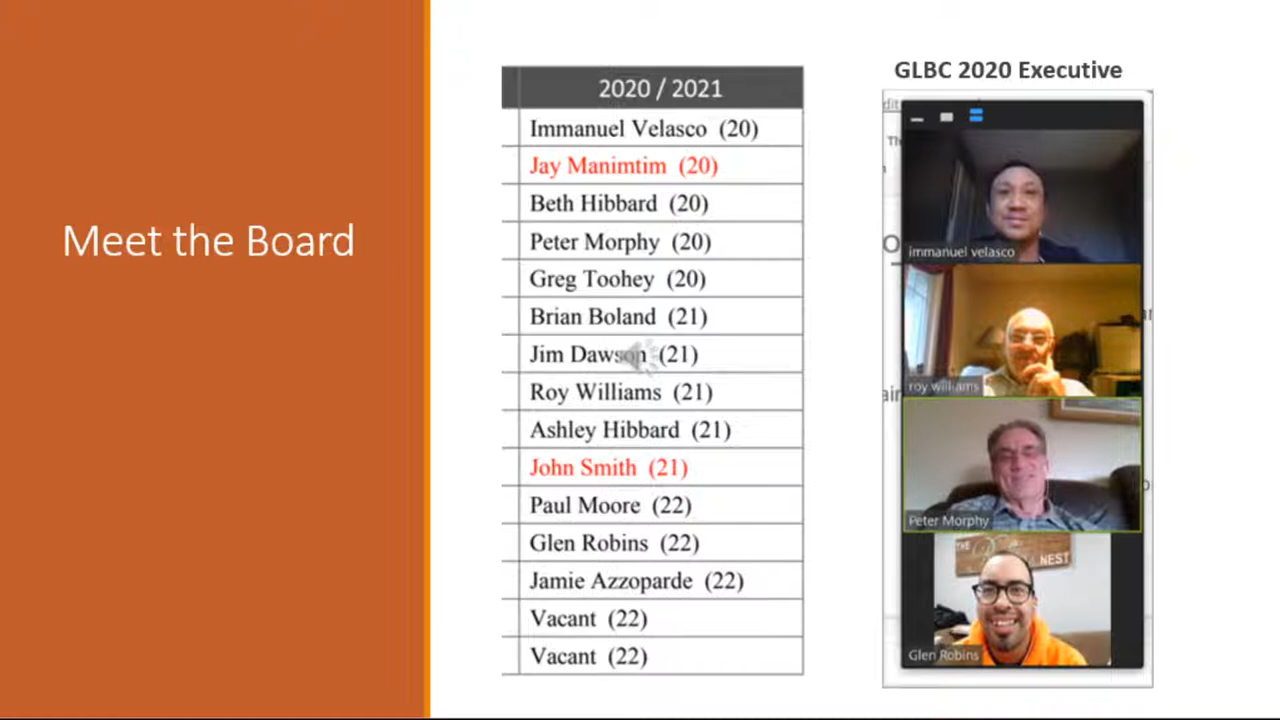 Meet the Board
2020 / 2021
Immanuel Velasco (20)
Jay Manimtim (20)
Beth Hibbard (20)
Peter Morphy (20)
Greg Toohey (20)
Brian Boland (21)
Jim Dawson (21)
Roy Williams (21)
Ashley Hibbard (21)
John Smith (21)
Paul Moore (22)
Glen Robins (22)
Jamie Azzoparde (22)
Vacant (22)
Vacant (22)
GLBC 2020 Executive
immanuel velasco
roy williams
Peter Morphy
THE
NEST
Glen Robins